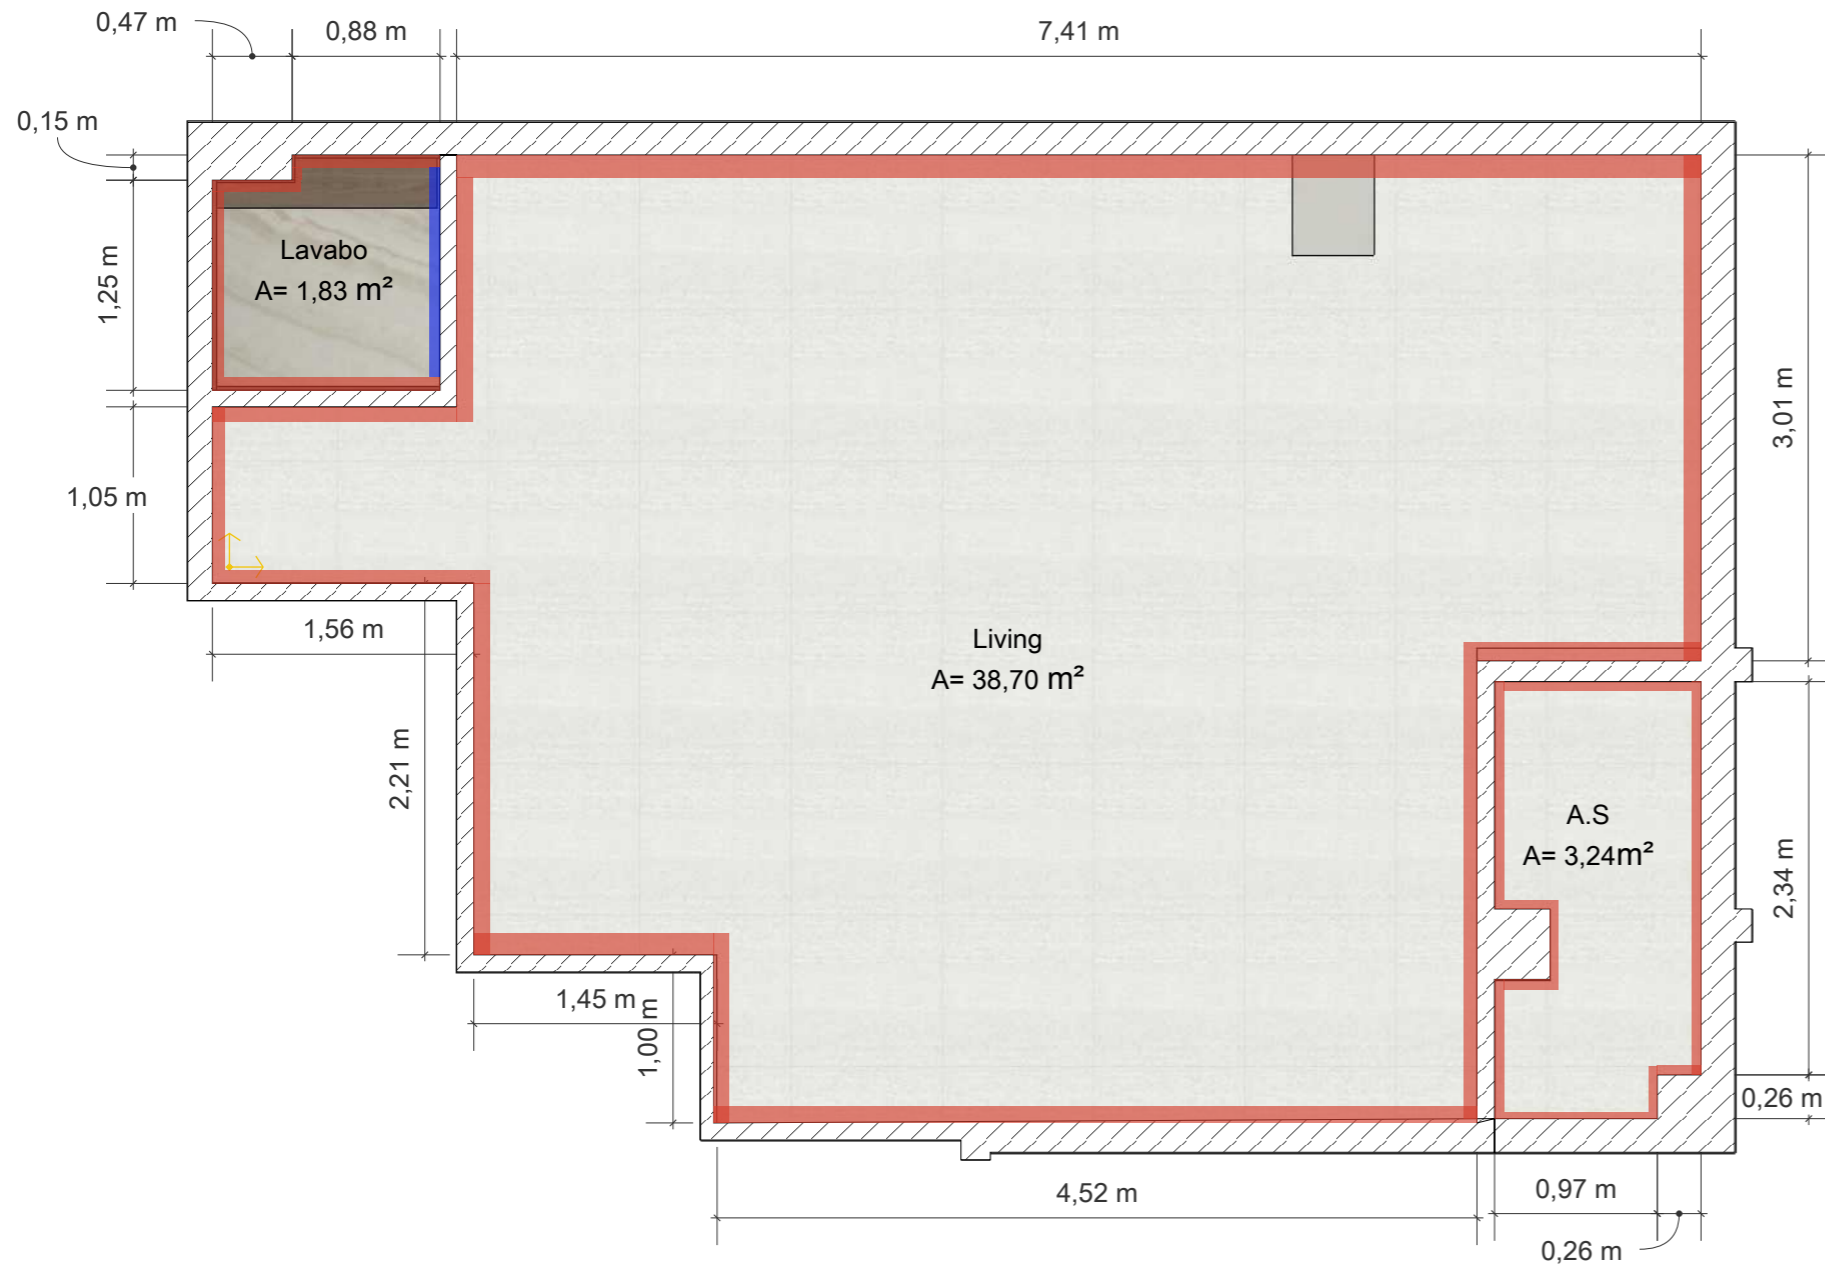 0,47 m
0,88 m
7,41 m
0,15 m
Lavabo
A= 1,83 m²
1,25 m
3,01 m
1,05 m
1,56 m
Living
A= 38,70 m²
2,21 m
A.S
A= 3,24m²
2,34 m
1,45 m
1,00 m
0,26 m
4,52 m
0,97 m
0,26 m